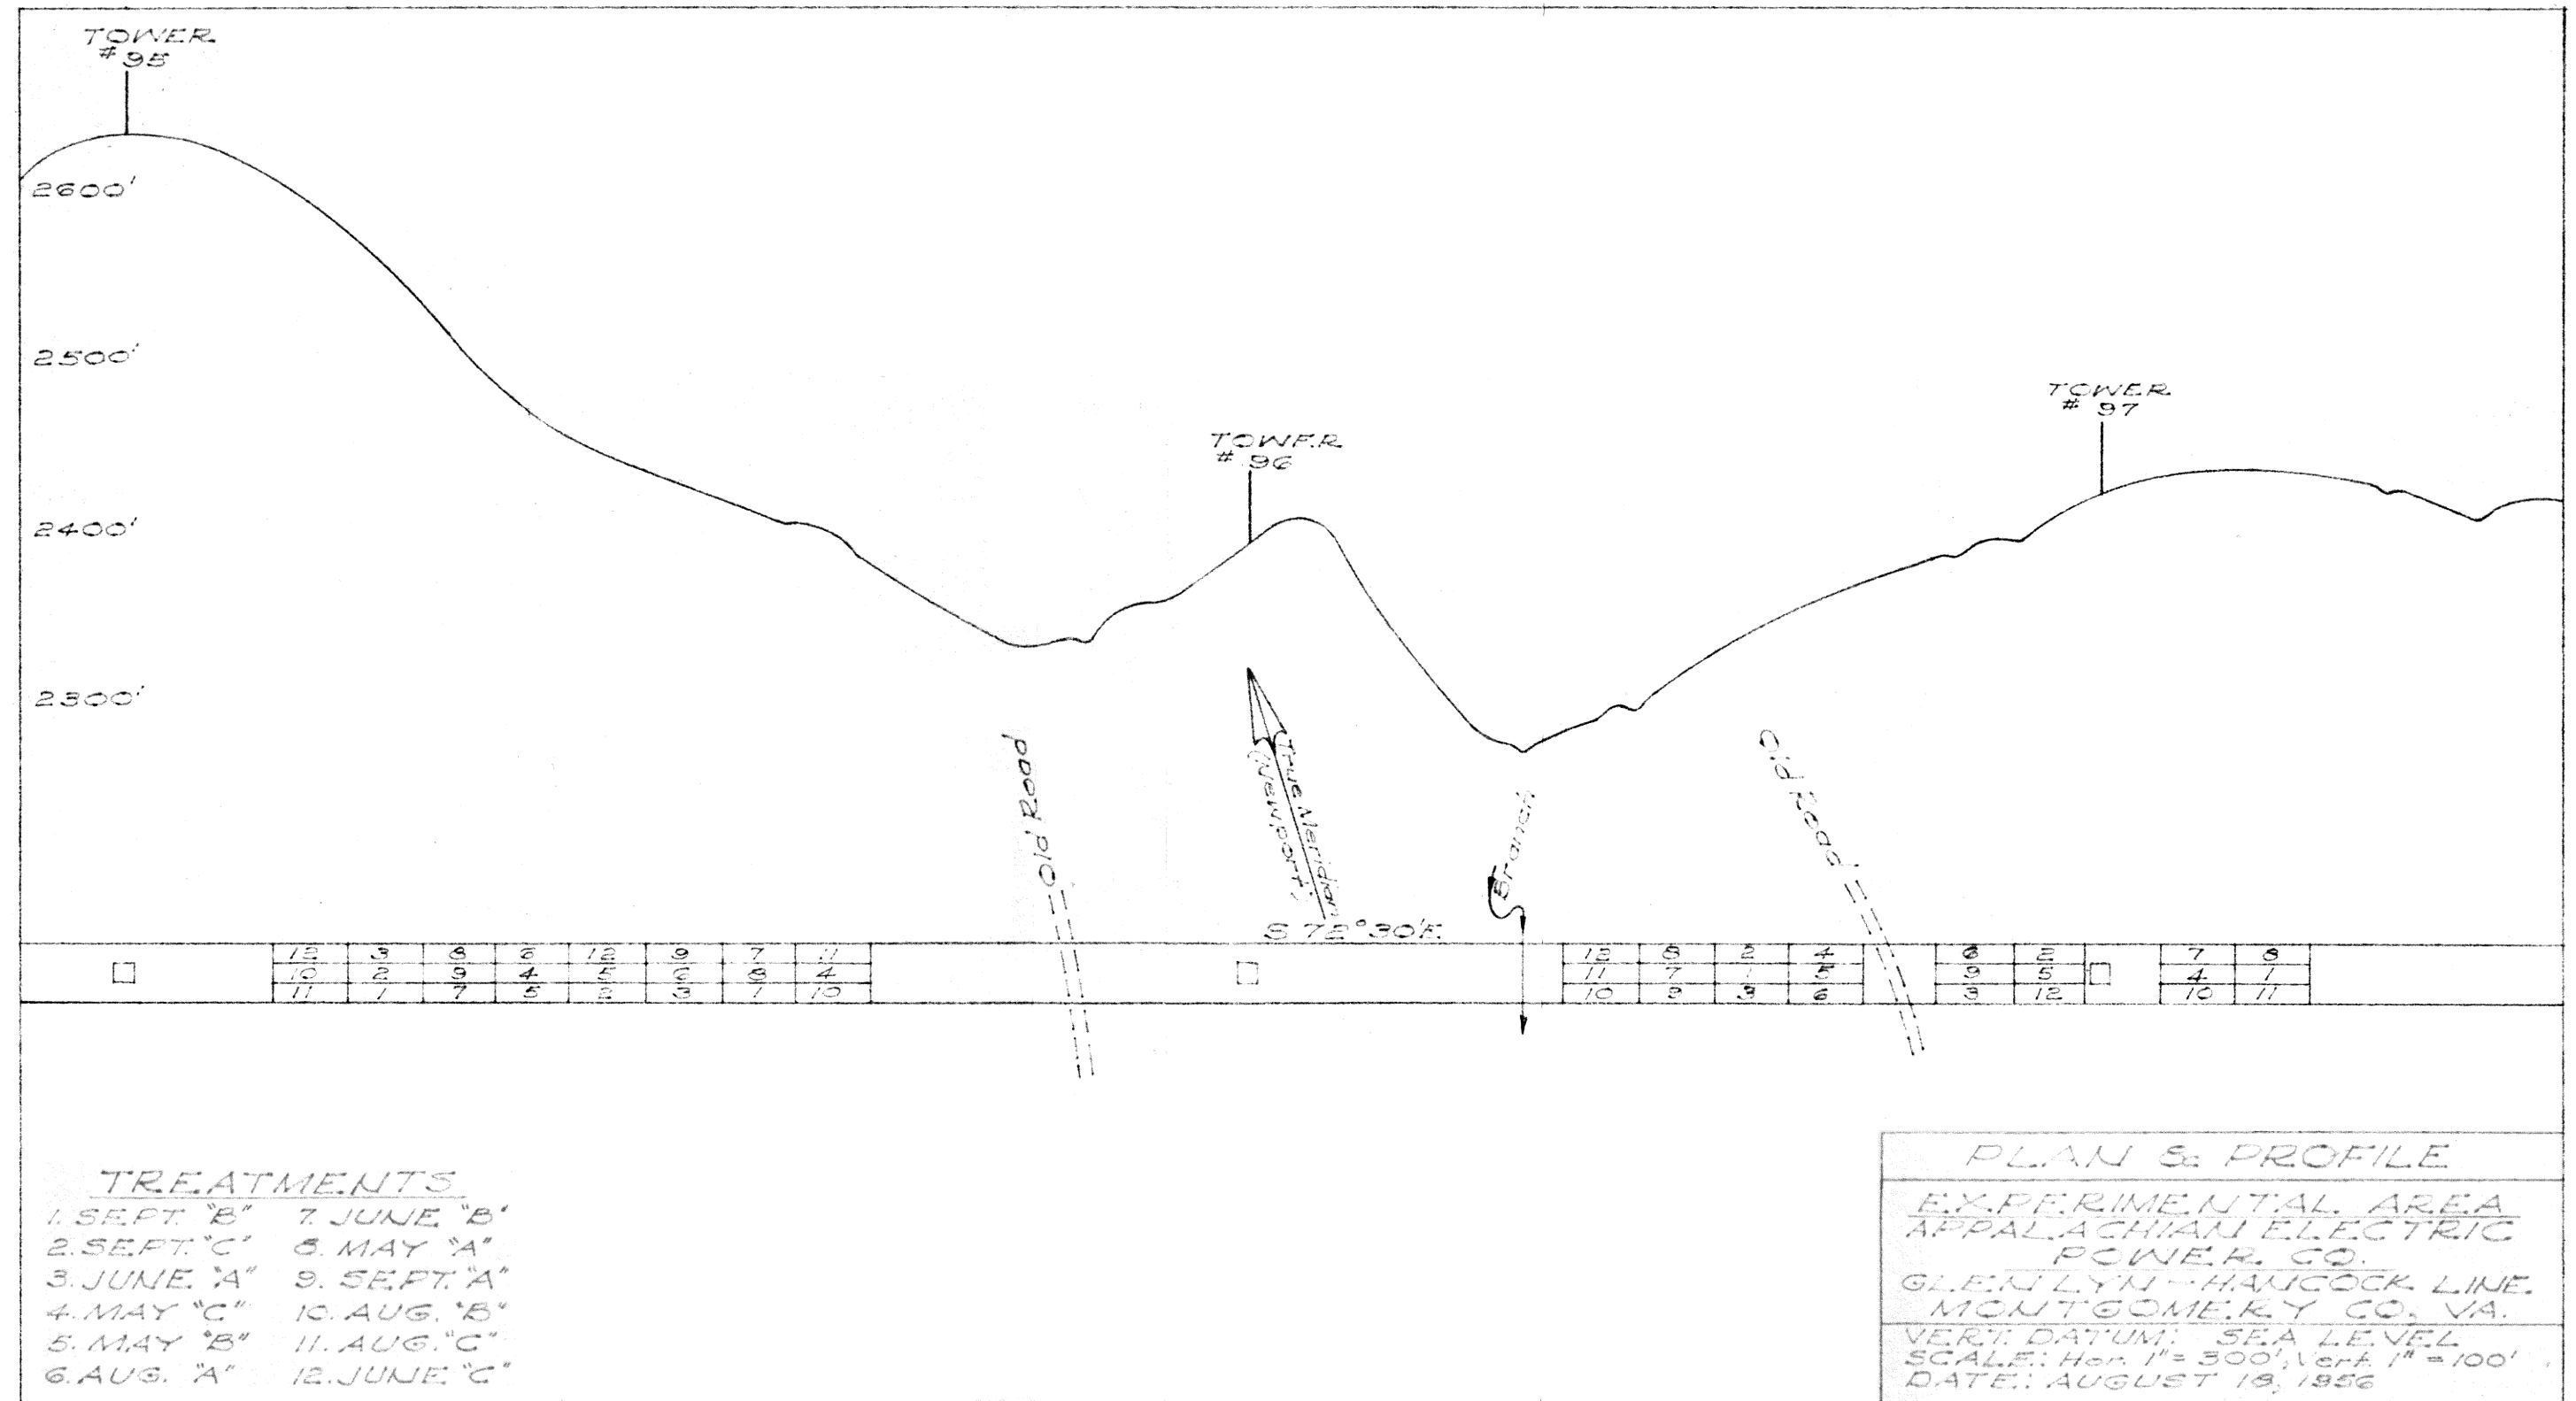 TOWER
# 95
2600'
2500'
TOWER
# 97
TOWER
# 96
2400'
2300'
Old Road
True Meridian
(Newport)
Branch
Old Road
S 72°30'E
12 3 8 6 12 9 7 11
10 2 9 4 5 6 8 4
11 1 7 5 2 3 1 10
12 8 2 4
11 7 1 5
10 9 3 6
6 2
9 5
3 12
7 8
4 1
10 11
TREATMENTS
1. SEPT. "B" 7. JUNE "B"
2. SEPT. "C" 8. MAY "A"
3. JUNE "A" 9. SEPT. "A"
4. MAY "C" 10. AUG. "B"
5. MAY "B" 11. AUG. "C"
6. AUG. "A" 12. JUNE "C"
PLAN & PROFILE
EXPERIMENTAL AREA
APPALACHIAN ELECTRIC
POWER CO.
GLEN LYN - HANCOCK LINE
MONTGOMERY CO., VA.
VERT. DATUM: SEA LEVEL
SCALE: Hor. 1" = 300', Vert. 1" = 100'
DATE: AUGUST 18, 1956